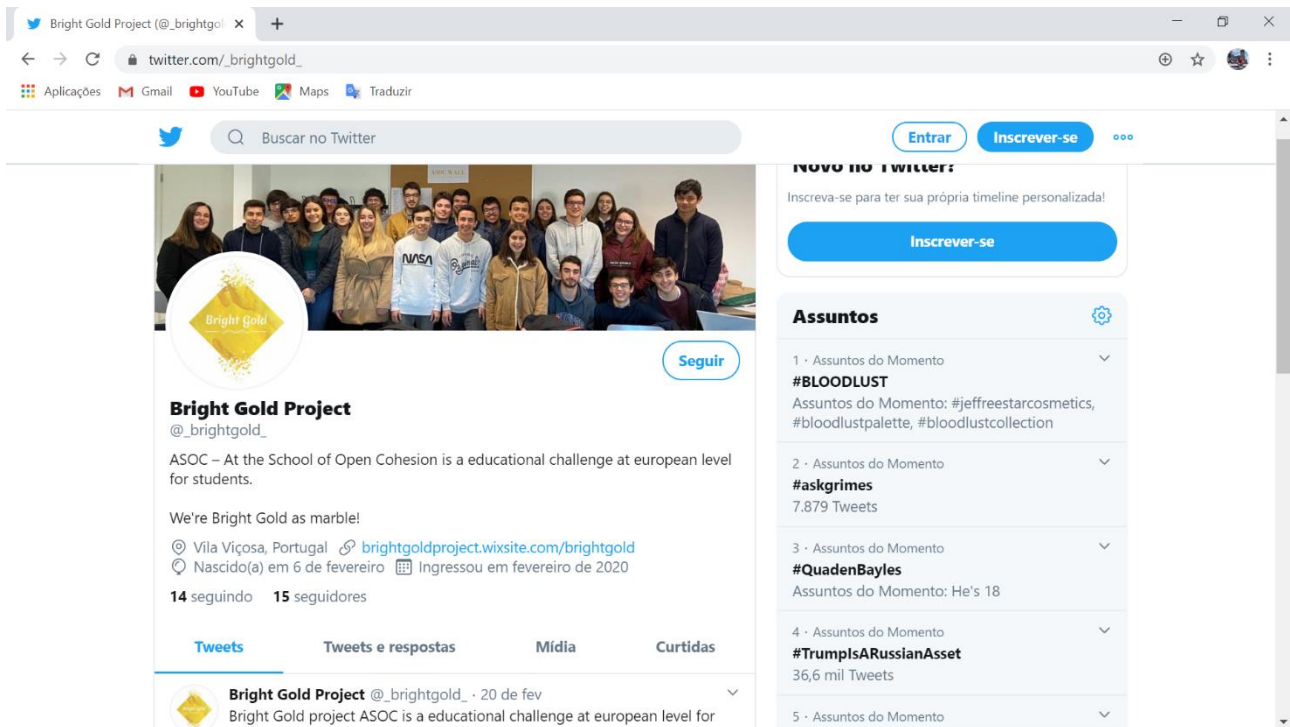 Bright Gold Project (@_brightgol
twitter.com/_brightgold_
Aplicações Gmail YouTube Maps Traduzir
Buscar no Twitter
Entrar
Inscrever-se
NASA
Originals
Bright Gold
Seguir
Bright Gold Project
@_brightgold_
ASOC – At the School of Open Cohesion is a educational challenge at european level
for students.
We're Bright Gold as marble!
Vila Viçosa, Portugal brightgoldproject.wixsite.com/brightgold
Nascido(a) em 6 de fevereiro Ingressou em fevereiro de 2020
14 seguindo 15 seguidores
Tweets Tweets e respostas Mídia Curtidas
Bright Gold Project @_brightgold_ · 20 de fev
Bright Gold project ASOC is a educational challenge at european level for
Novo no Twitter?
Inscreva-se para ter sua própria timeline personalizada!
Inscrever-se
Assuntos
1 · Assuntos do Momento
#BLOODLUST
Assuntos do Momento: #jeffreestarcosmetics,
#bloodlustpalette, #bloodlustcollection
2 · Assuntos do Momento
#askgrimes
7.879 Tweets
3 · Assuntos do Momento
#QuadenBayles
Assuntos do Momento: He's 18
4 · Assuntos do Momento
#TrumpIsARussianAsset
36,6 mil Tweets
5 · Assuntos do Momento